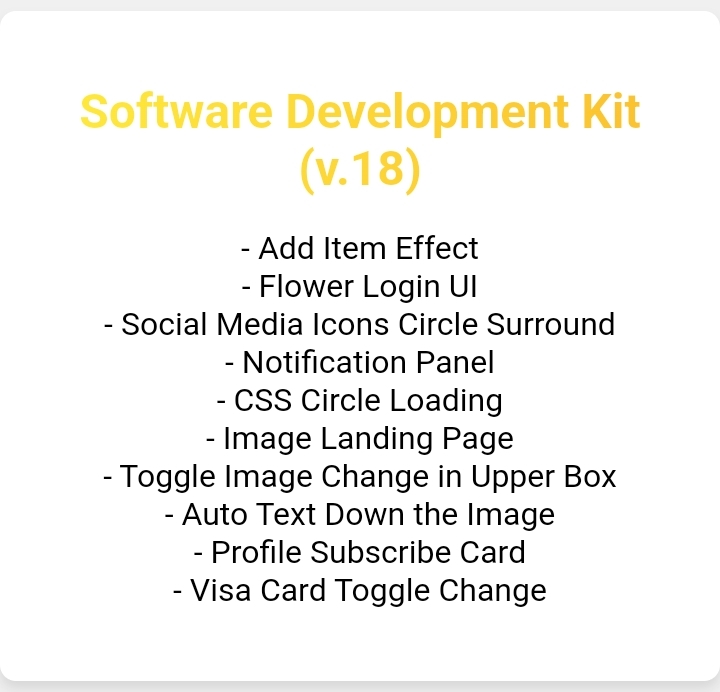 Software Development Kit
(v.18)
- Add Item Effect
- Flower Login UI
- Social Media Icons Circle Surround
- Notification Panel
- CSS Circle Loading
- Image Landing Page
- Toggle Image Change in Upper Box
- Auto Text Down the Image
- Profile Subscribe Card
- Visa Card Toggle Change